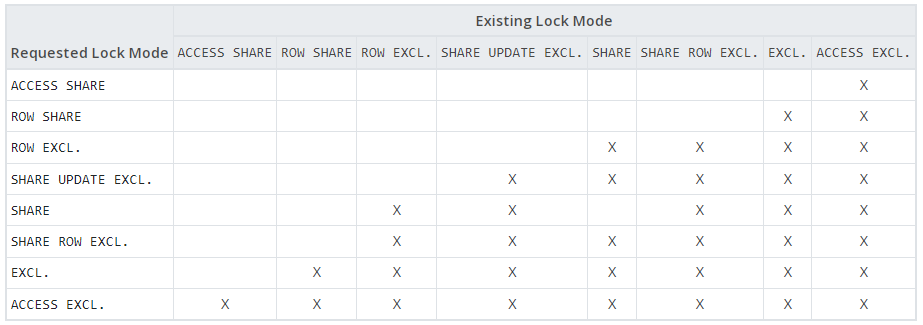 Existing Lock Mode
Requested Lock Mode ACCESS SHARE ROW SHARE ROW EXCL. SHARE UPDATE EXCL. SHARE SHARE ROW EXCL. EXCL. ACCESS EXCL.
ACCESS SHARE X
ROW SHARE X X
ROW EXCL. X X X X
SHARE UPDATE EXCL. X X X X X
SHARE X X X X X
SHARE ROW EXCL. X X X X X X
EXCL. X X X X X X X
ACCESS EXCL. X X X X X X X X